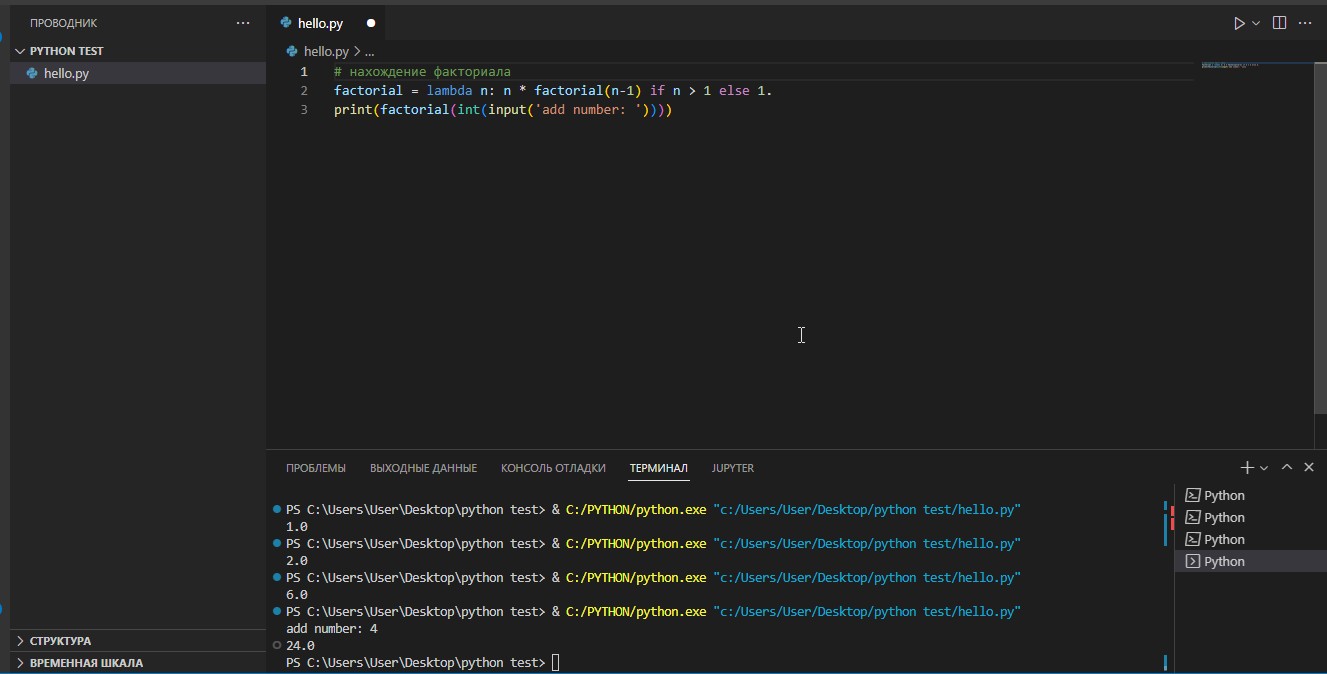 ПРОВОДНИК ...
PYTHON TEST
hello.py
СТРУКТУРА
ВРЕМЕННАЯ ШКАЛА
hello.py
hello.py > ...
1 # нахождение факториала
2 factorial = lambda n: n * factorial(n-1) if n > 1 else 1.
3 print(factorial(int(input('add number: '))))
ПРОБЛЕМЫ ВЫХОДНЫЕ ДАННЫЕ КОНСОЛЬ ОТЛАДКИ ТЕРМИНАЛ JUPYTER
PS C:\Users\User\Desktop\python test> & C:/PYTHON/python.exe "c:/Users/User/Desktop/python test/hello.py"
1.0
PS C:\Users\User\Desktop\python test> & C:/PYTHON/python.exe "c:/Users/User/Desktop/python test/hello.py"
2.0
PS C:\Users\User\Desktop\python test> & C:/PYTHON/python.exe "c:/Users/User/Desktop/python test/hello.py"
6.0
PS C:\Users\User\Desktop\python test> & C:/PYTHON/python.exe "c:/Users/User/Desktop/python test/hello.py"
add number: 4
24.0
PS C:\Users\User\Desktop\python test>
Python
Python
Python
Python